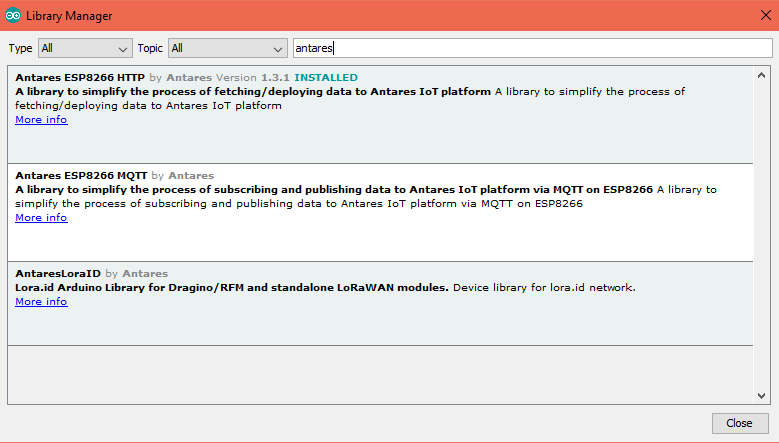 Library Manager
Type All Topic All antares
Antares ESP8266 HTTP by Antares Version 1.3.1 INSTALLED
A library to simplify the process of fetching/deploying data to Antares IoT platform A library to simplify the process of
fetching/deploying data to Antares IoT platform
More info
Antares ESP8266 MQTT by Antares
A library to simplify the process of subscribing and publishing data to Antares IoT platform via MQTT on ESP8266 A library to
simplify the process of subscribing and publishing data to Antares IoT platform via MQTT on ESP8266
More info
AntaresLoraID by Antares
Lora.id Arduino Library for Dragino/RFM and standalone LoRaWAN modules. Device library for lora.id network.
More info
Close